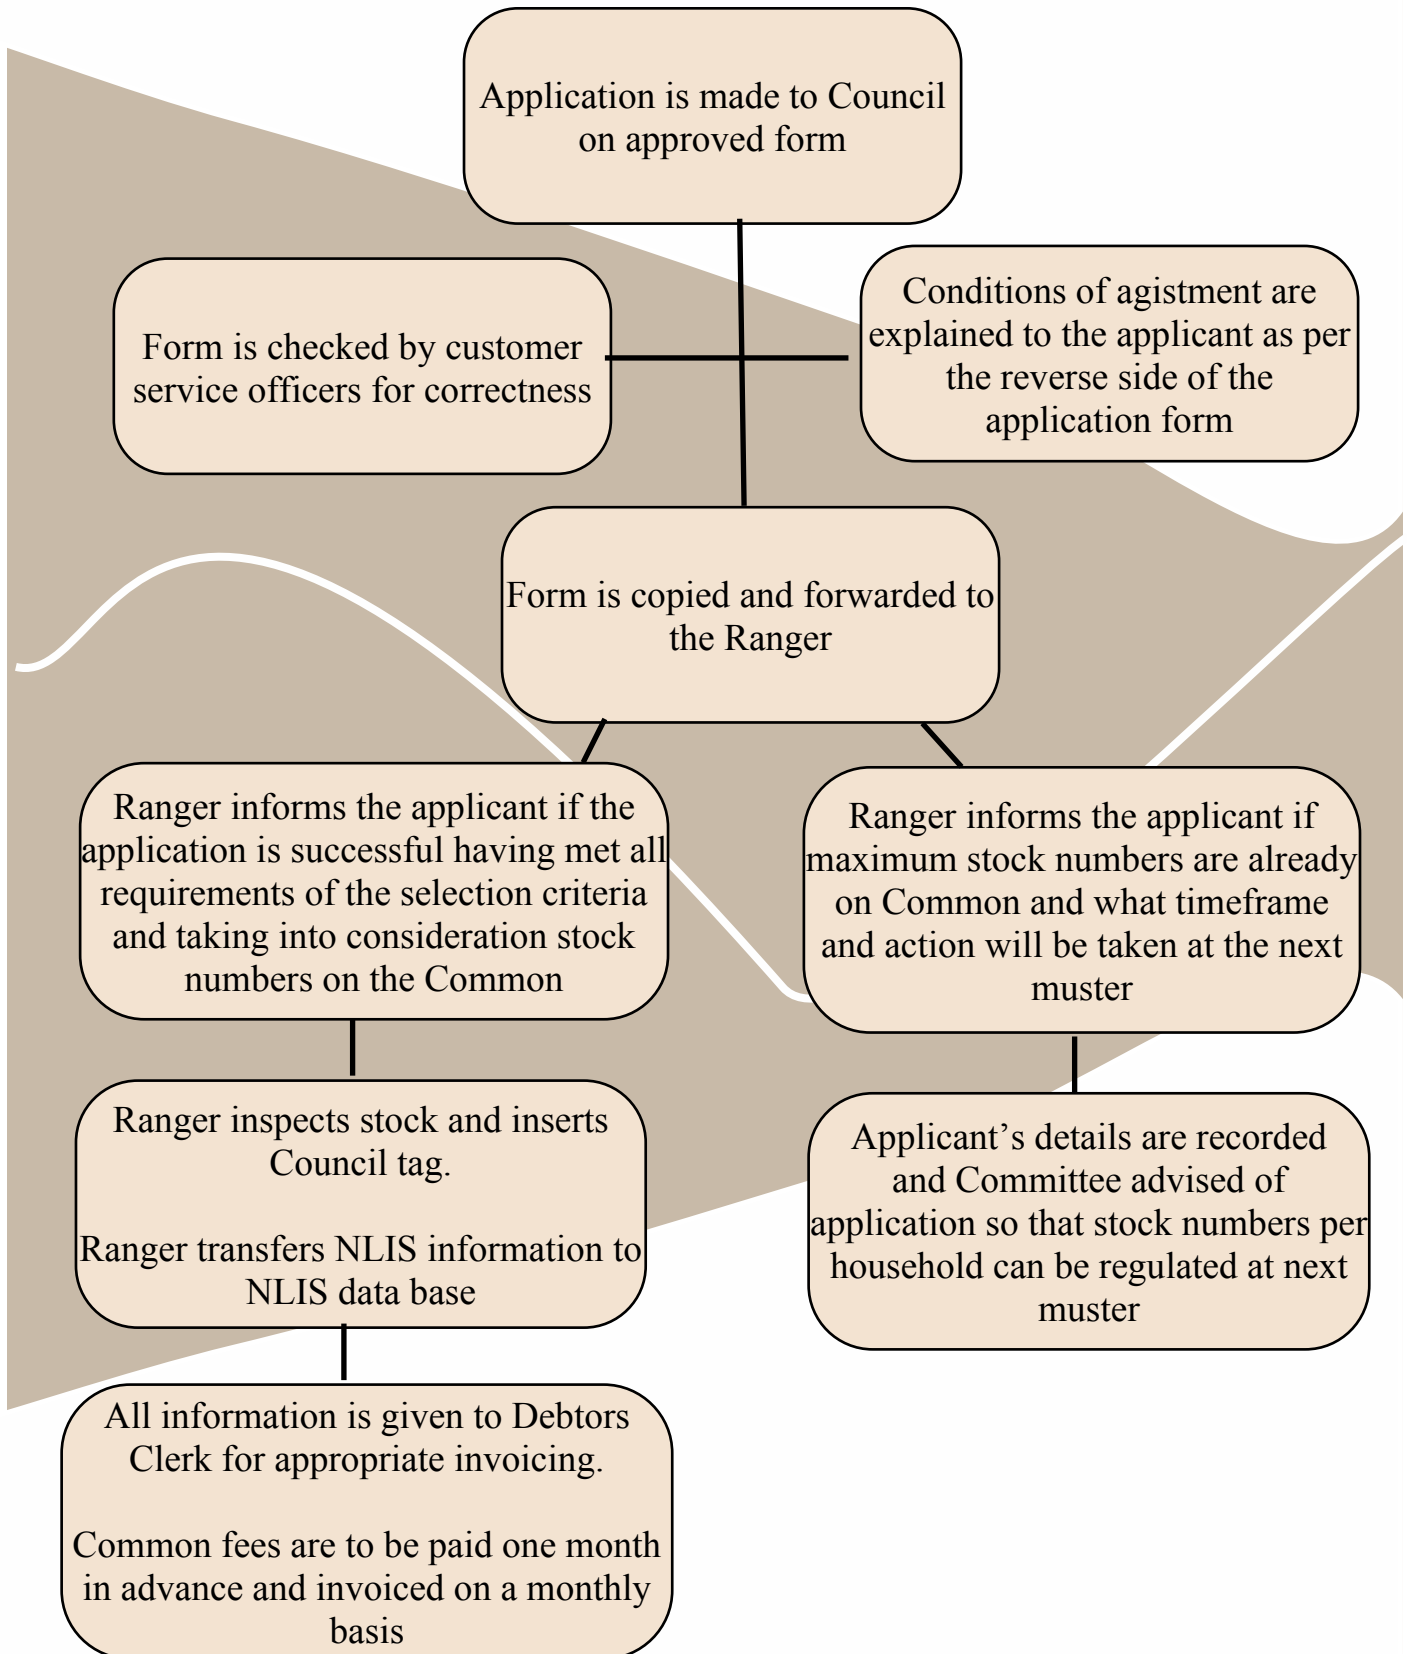 Application is made to Council
on approved form
Form is checked by customer
service officers for correctness
Conditions of agistment are
explained to the applicant as per
the reverse side of the
application form
Form is copied and forwarded to
the Ranger
Ranger informs the applicant if the
application is successful having met all
requirements of the selection criteria
and taking into consideration stock
numbers on the Common
Ranger informs the applicant if
maximum stock numbers are already
on Common and what timeframe
and action will be taken at the next
muster
Ranger inspects stock and inserts
Council tag.
Ranger transfers NLIS information to
NLIS data base
Applicant’s details are recorded
and Committee advised of
application so that stock numbers per
household can be regulated at next
muster
All information is given to Debtors
Clerk for appropriate invoicing.
Common fees are to be paid one month
in advance and invoiced on a monthly
basis